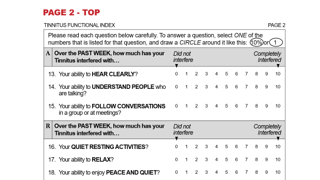 PAGE 2 - TOP
TINNITUS FUNCTIONAL INDEX PAGE 2
Please read each question below carefully. To answer a question, select ONE of the
numbers that is listed for that question, and draw a CIRCLE around it like this: 10% or 1
A Over the PAST WEEK, how much has your Did not Completely
Tinnitus interfered with... interfere interfered
13. Your ability to HEAR CLEARLY? 0 1 2 3 4 5 6 7 8 9 10
14. Your ability to UNDERSTAND PEOPLE who 0 1 2 3 4 5 6 7 8 9 10
are talking?
15. Your ability to FOLLOW CONVERSATIONS 0 1 2 3 4 5 6 7 8 9 10
in a group or at meetings?
R Over the PAST WEEK, how much has your Did not Completely
Tinnitus interfered with... interfere interfered
16. Your QUIET RESTING ACTIVITIES? 0 1 2 3 4 5 6 7 8 9 10
17. Your ability to RELAX? 0 1 2 3 4 5 6 7 8 9 10
18. Your ability to enjoy PEACE AND QUIET? 0 1 2 3 4 5 6 7 8 9 10